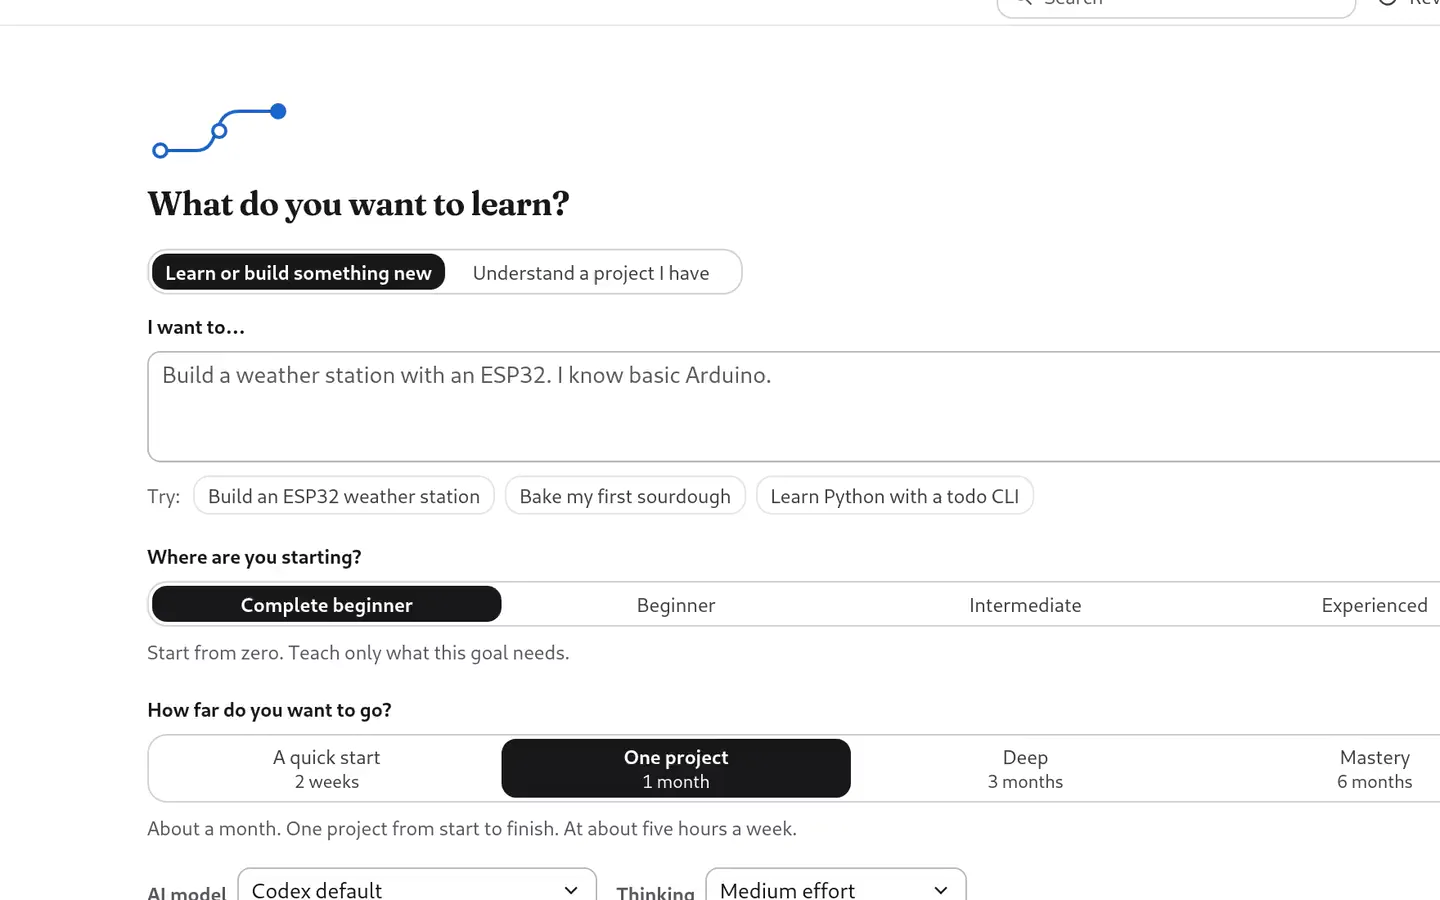 Search
What do you want to learn?
Learn or build something new
Understand a project I have
I want to...
Build a weather station with an ESP32. I know basic Arduino.
Try:
Build an ESP32 weather station
Bake my first sourdough
Learn Python with a todo CLI
Where are you starting?
Complete beginner
Beginner
Intermediate
Experienced
Start from zero. Teach only what this goal needs.
How far do you want to go?
A quick start
2 weeks
One project
1 month
Deep
3 months
Mastery
6 months
About a month. One project from start to finish. At about five hours a week.
AI model
Codex default
Thinking
Medium effort